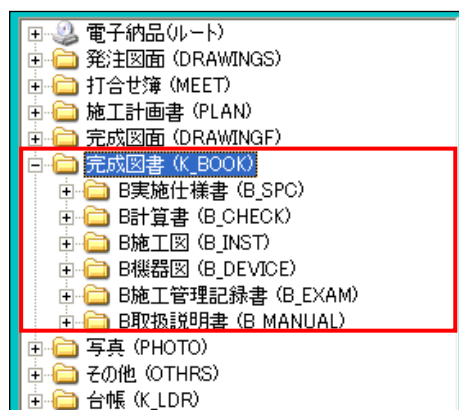 電子納品(ルート)
発注図面 (DRAWINGS)
打合せ簿 (MEET)
施工計画書 (PLAN)
完成図面 (DRAWINGF)
完成図書 (K_BOOK)
B実施仕様書 (B_SPC)
B計算書 (B_CHECK)
B施工図 (B_INST)
B機器図 (B_DEVICE)
B施工管理記録書 (B_EXAM)
B取扱説明書 (B_MANUAL)
写真 (PHOTO)
その他 (OTHRS)
台帳 (K_LDR)